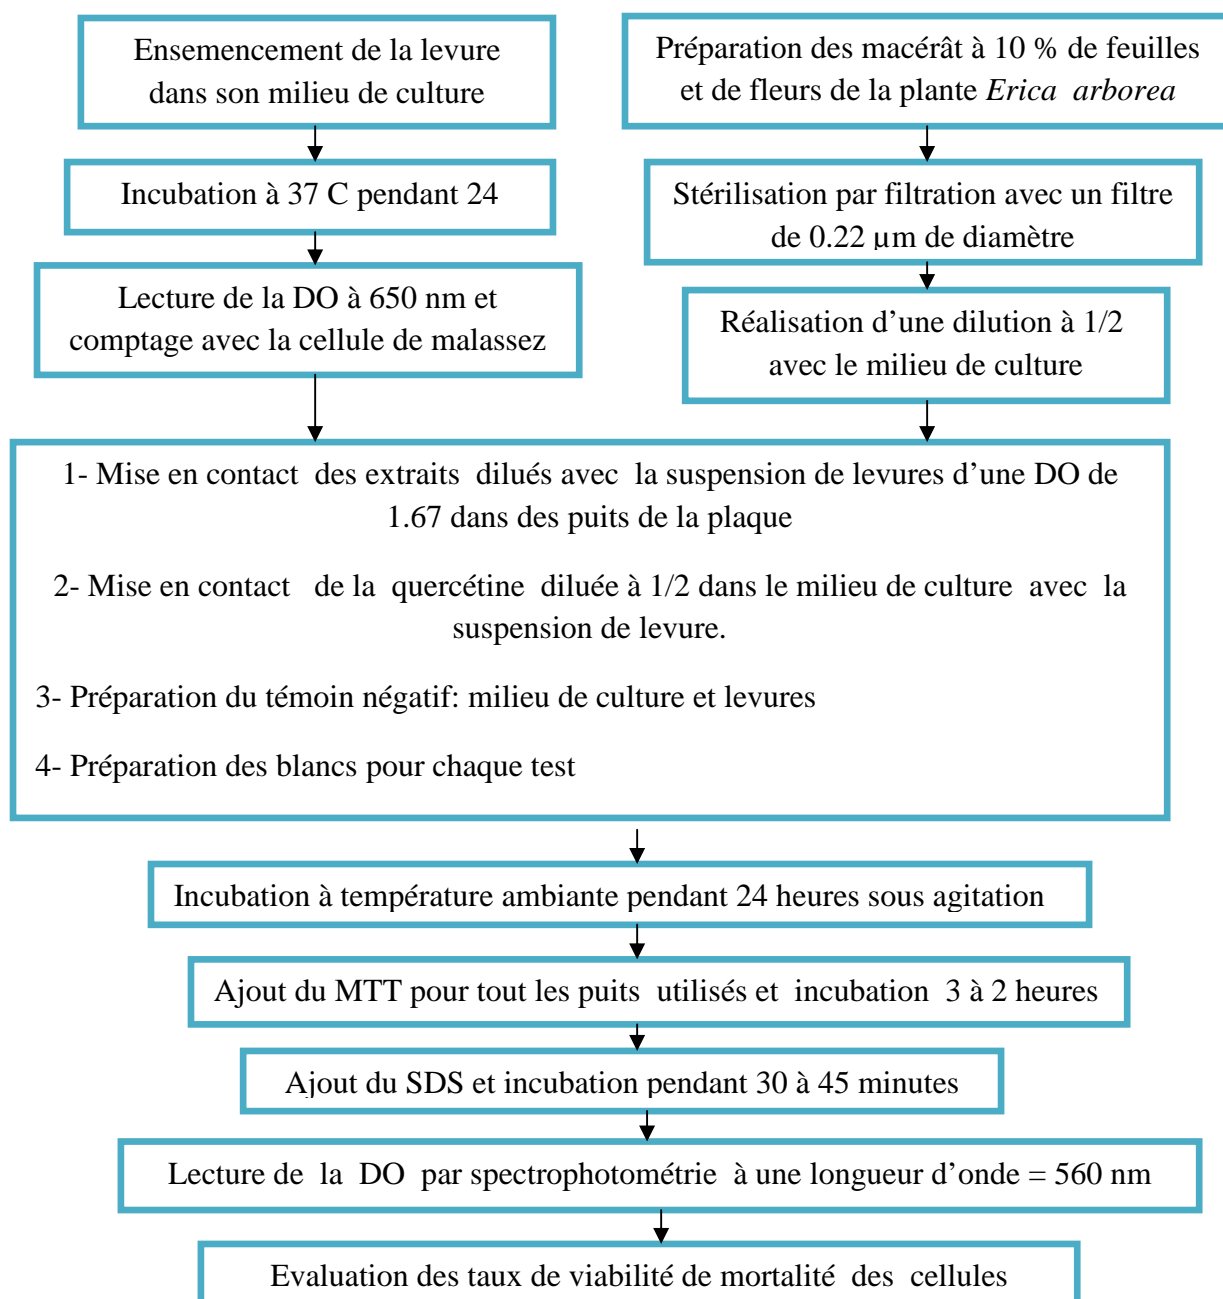 Ensemencement de la levure
dans son milieu de culture
Préparation des macérât à 10 % de feuilles
et de fleurs de la plante Erica arborea
Incubation à 37 C pendant 24
Stérilisation par filtration avec un filtre
de 0.22 µm de diamètre
Lecture de la DO à 650 nm et
comptage avec la cellule de malassez
Réalisation d’une dilution à 1/2
avec le milieu de culture
1- Mise en contact des extraits dilués avec la suspension de levures d’une DO de
1.67 dans des puits de la plaque
2- Mise en contact de la quercétine diluée à 1/2 dans le milieu de culture avec la
suspension de levure.
3- Préparation du témoin négatif: milieu de culture et levures
4- Préparation des blancs pour chaque test
Incubation à température ambiante pendant 24 heures sous agitation
Ajout du MTT pour tout les puits utilisés et incubation 3 à 2 heures
Ajout du SDS et incubation pendant 30 à 45 minutes
Lecture de la DO par spectrophotométrie à une longueur d’onde = 560 nm
Evaluation des taux de viabilité de mortalité des cellules